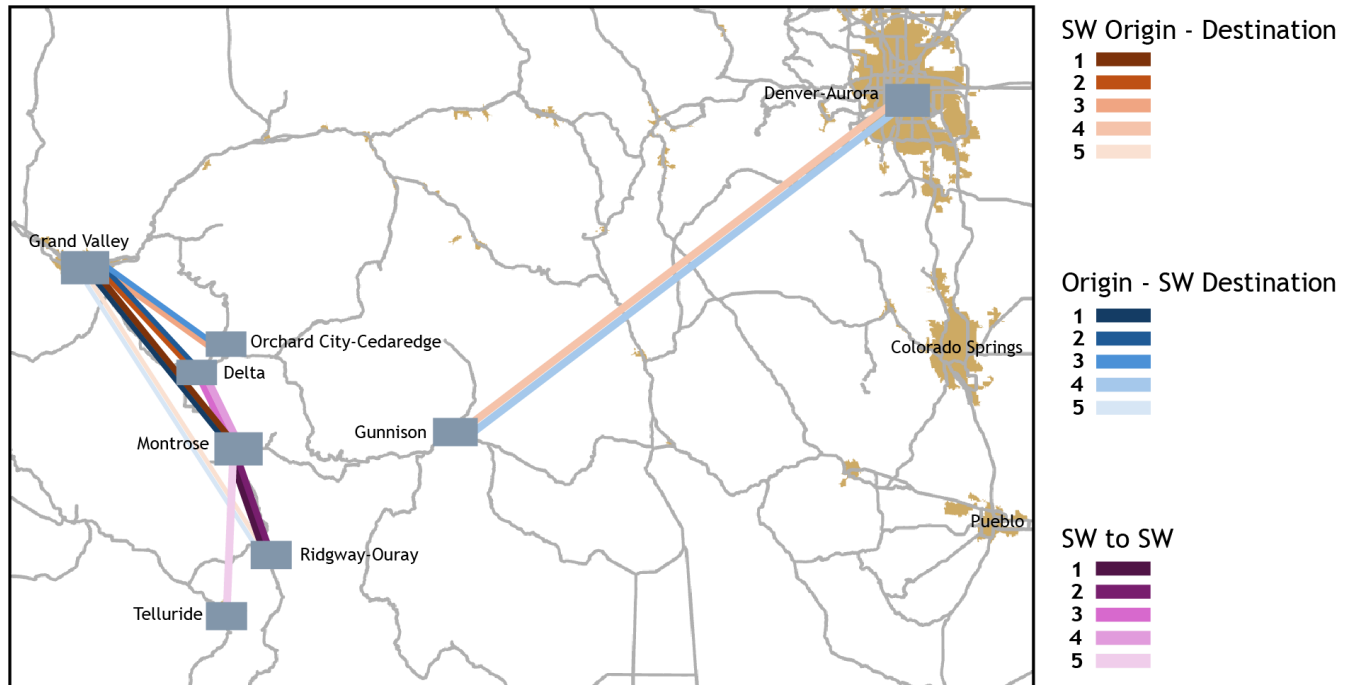 Denver-Aurora
Grand Valley
Orchard City-Cedaredge
Colorado Springs
Delta
Gunnison
Montrose
Pueblo
Ridgway-Ouray
Telluride
SW Origin - Destination
1
2
3
4
5
Origin - SW Destination
1
2
3
4
5
SW to SW
1
2
3
4
5